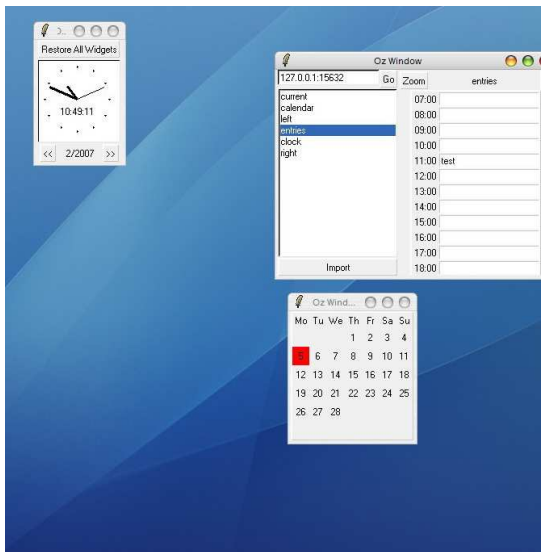 Restore All Widgets
10:49:11
<< 2/2007 >>
Oz Window
127.0.0.1:15632 Go Zoom entries
current
calendar
left
entries
clock
right
07:00
08:00
09:00
10:00
11:00 test
12:00
13:00
14:00
15:00
16:00
17:00
18:00
Import
Oz Wind...
Mo Tu We Th Fr Sa Su
1 2 3 4
5 6 7 8 9 10 11
12 13 14 15 16 17 18
19 20 21 22 23 24 25
26 27 28